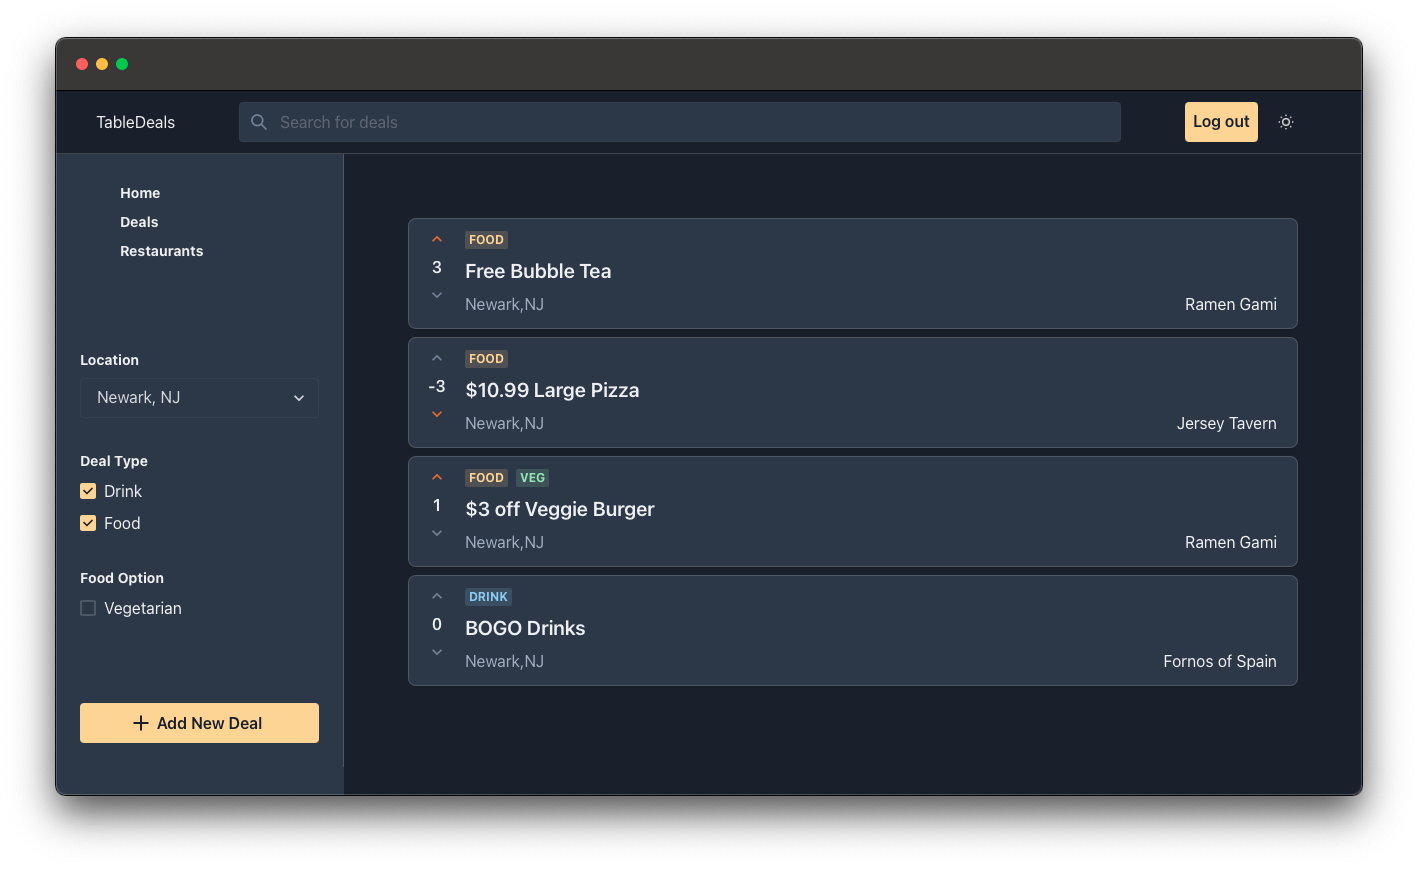 TableDeals
Search for deals
Log out
Home
Deals
Restaurants
Location
Newark, NJ
Deal Type
Drink
Food
Food Option
Vegetarian
Add New Deal
FOOD
3
Free Bubble Tea
Newark,NJ
Ramen Gami
FOOD
-3
$10.99 Large Pizza
Newark,NJ
Jersey Tavern
FOOD VEG
1
$3 off Veggie Burger
Newark,NJ
Ramen Gami
DRINK
0
BOGO Drinks
Newark,NJ
Fornos of Spain